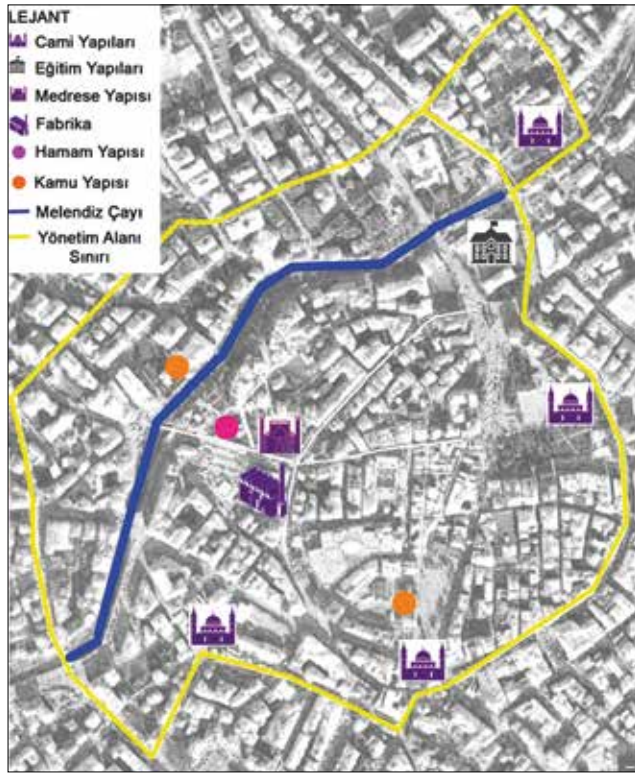 LEJANT
Cami Yapıları
Eğitim Yapıları
Medrese Yapısı
Fabrika
Hamam Yapısı
Kamu Yapısı
Melendiz Çayı
Yönetim Alanı
Sınırı